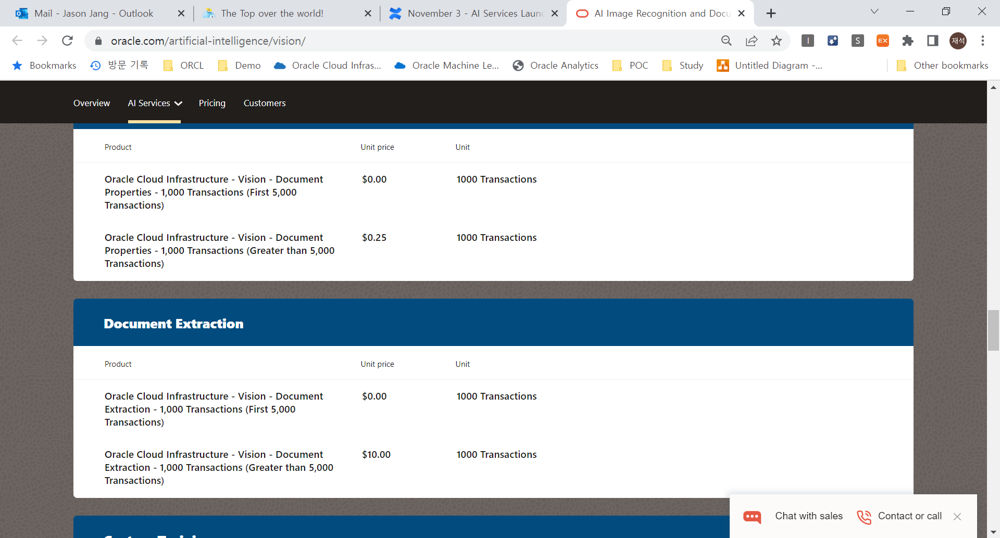 Mail - Jason Jang - Outlook
The Top over the world!
November 3 - AI Services Laun
AI Image Recognition and Docu
oracle.com/artificial-intelligence/vision/
I
S
EX
재석
Bookmarks
방문 기록
ORCL
Demo
Oracle Cloud Infras...
Oracle Machine Le...
Oracle Analytics
POC
Study
Untitled Diagram -...
Other bookmarks
Overview
AI Services
Pricing
Customers
Product Unit price Unit
Oracle Cloud Infrastructure - Vision - Document $0.00 1000 Transactions
Properties - 1,000 Transactions (First 5,000
Transactions)
Oracle Cloud Infrastructure - Vision - Document $0.25 1000 Transactions
Properties - 1,000 Transactions (Greater than 5,000
Transactions)
Document Extraction
Product Unit price Unit
Oracle Cloud Infrastructure - Vision - Document $0.00 1000 Transactions
Extraction - 1,000 Transactions (First 5,000
Transactions)
Oracle Cloud Infrastructure - Vision - Document $10.00 1000 Transactions
Extraction - 1,000 Transactions (Greater than 5,000
Transactions)
Chat with sales
Contact or call